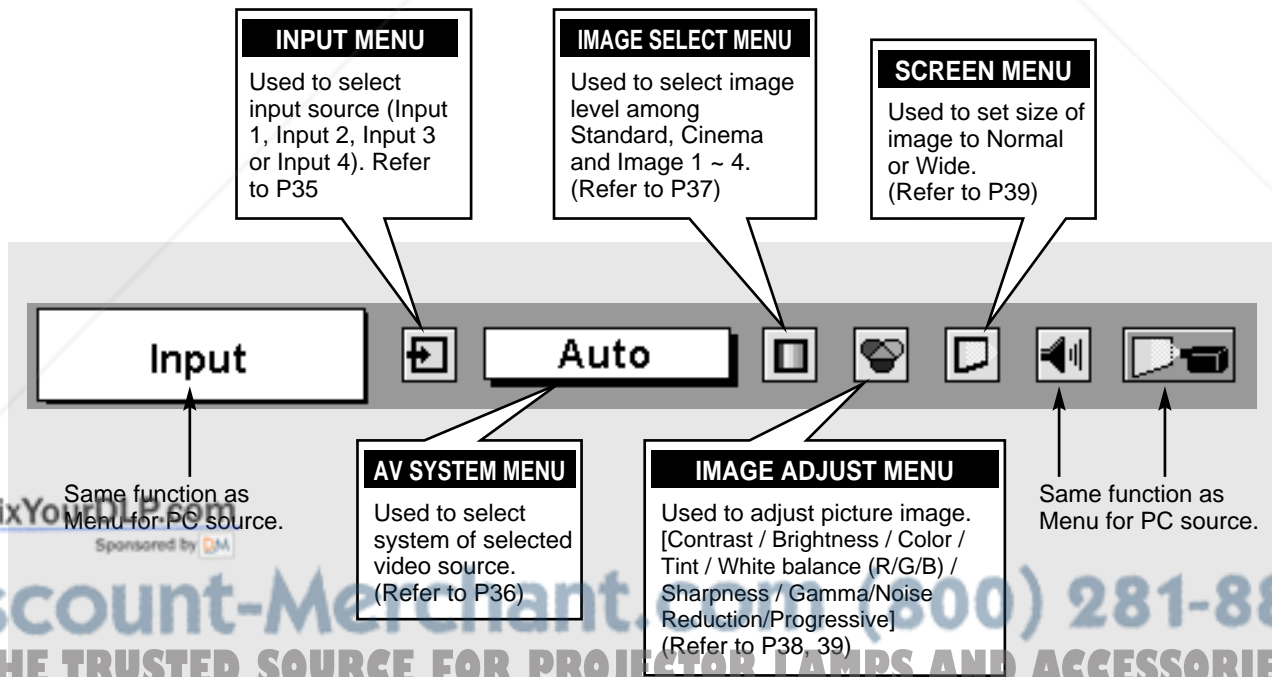 INPUT MENU
Used to select
input source (Input
1, Input 2, Input 3
or Input 4). Refer
to P35
IMAGE SELECT MENU
Used to select image
level among
Standard, Cinema
and Image 1 ~ 4.
(Refer to P37)
SCREEN MENU
Used to set size of
image to Normal
or Wide.
(Refer to P39)
Input
Auto
Same function as
Menu for PC source.
AV SYSTEM MENU
Used to select
system of selected
video source.
(Refer to P36)
IMAGE ADJUST MENU
Used to adjust picture image.
[Contrast / Brightness / Color /
Tint / White balance (R/G/B) /
Sharpness / Gamma/Noise
Reduction/Progressive]
(Refer to P38, 39)
Same function as
Menu for PC source.
ixYourDLP.com
Sponsored by DM
scount-Merchant.com (800) 281-88
HE TRUSTED SOURCE FOR PROJECTOR LAMPS AND ACCESSORIE